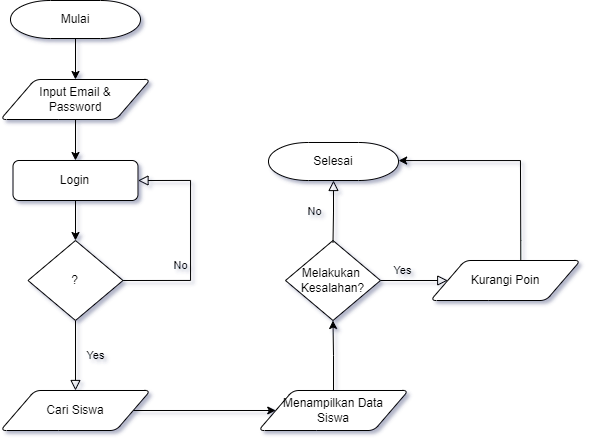 Mulai
Input Email &
Password
Login
?
No
Yes
Cari Siswa
Menampilkan Data
Siswa
Melakukan
Kesalahan?
No
Yes
Kurangi Poin
Selesai